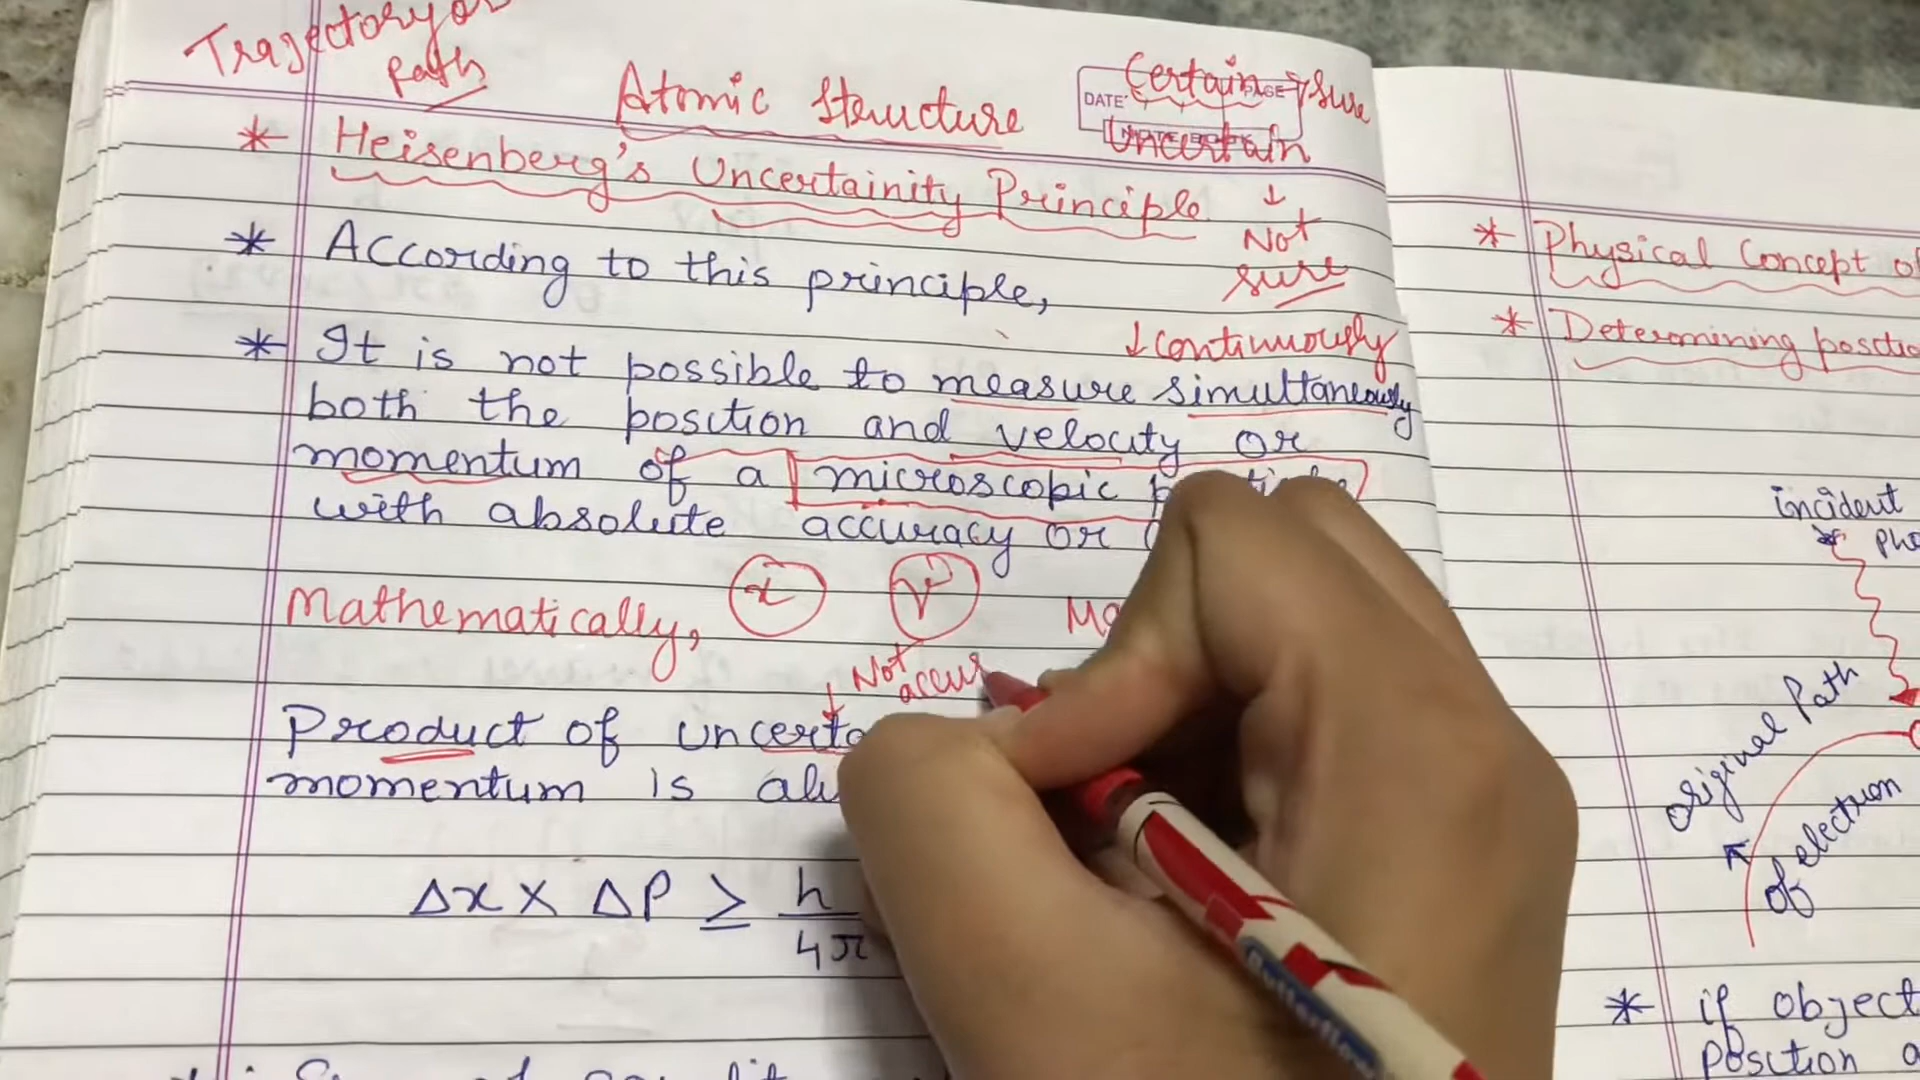 Trajectory or
Path
Atomic Structure
Certain → Sure
DATE
PAGE
Uncertain
↓
Not
sure
* Heisenberg's Uncertainity Principle
* According to this principle,
↓ continuously
* It is not possible to measure simultaneously
both the position and velocity or
momentum of a microscopic
with absolute accuracy or
Mathematically, x v
Not
accur
Product of
momentum is
Δx × ΔP ≥ h
4π
* Physical Concept of
* Determining
incident
original Path
of electron
* if object
Position